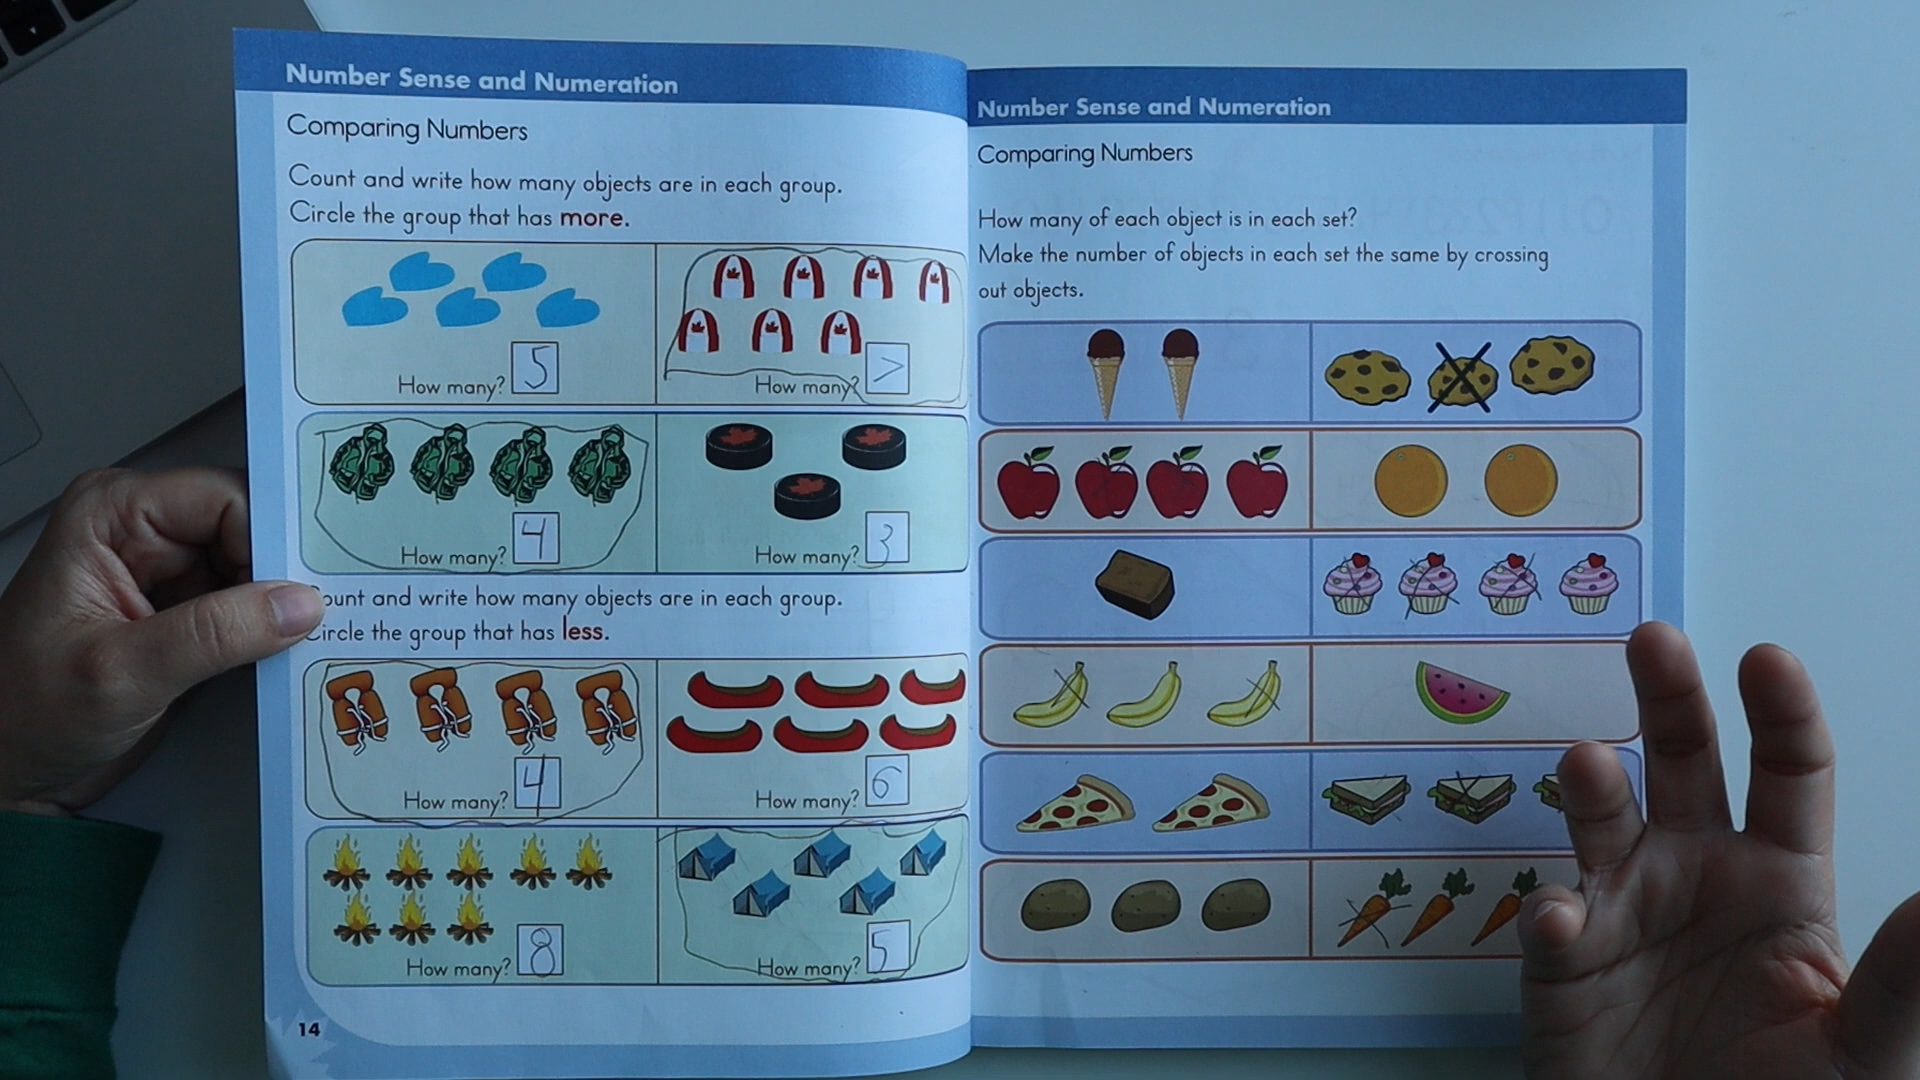 Number Sense and Numeration
Comparing Numbers
Count and write how many objects are in each group.
Circle the group that has more.
How many? 5
How many? >
How many? 4
How many? 3
ount and write how many objects are in each group.
Circle the group that has less.
How many? 4
How many? 6
How many? 8
How many? 5
14
Number Sense and Numeration
Comparing Numbers
How many of each object is in each set?
Make the number of objects in each set the same by crossing
out objects.